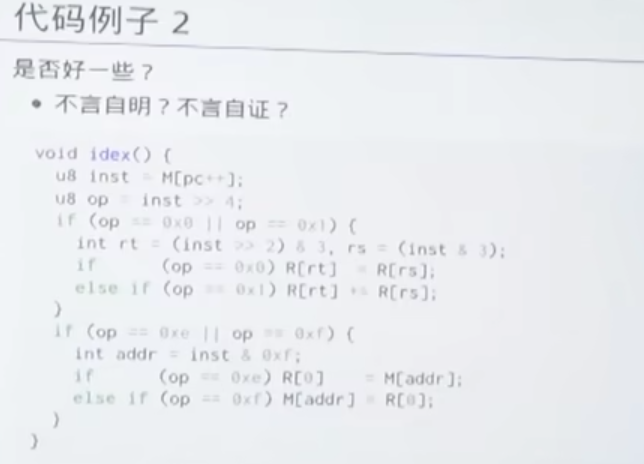 代码例子 2
是否好一些？
• 不言自明？不言自证？
void idex() {
  u8 inst = M[pc++];
  u8 op = inst >> 4;
  if (op == 0x0 || op == 0x1) {
    int rt = (inst >> 2) & 3, rs = (inst & 3);
    if      (op == 0x0) R[rt]  = R[rs];
    else if (op == 0x1) R[rt] += R[rs];
  }
  if (op == 0xe || op == 0xf) {
    int addr = inst & 0xf;
    if      (op == 0xe) R[0]    = M[addr];
    else if (op == 0xf) M[addr] = R[0];
  }
}